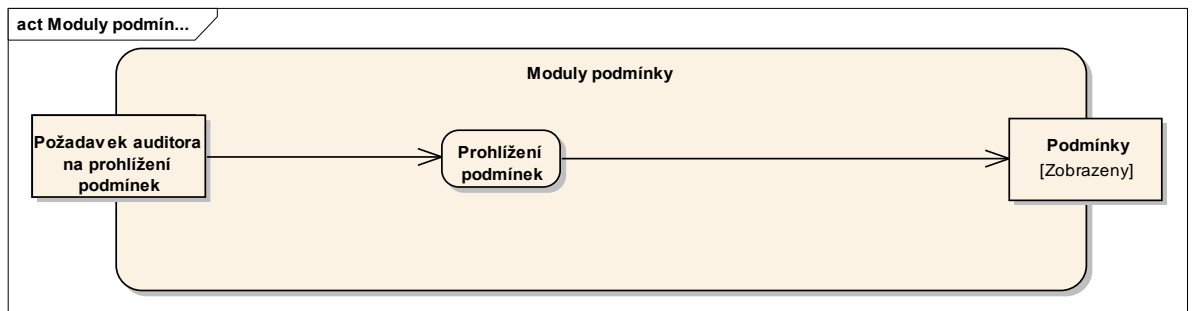 act Moduly podmín...
Moduly podmínky
Požadavek auditora
na prohlížení
podmínek
Prohlížení
podmínek
Podmínky
[Zobrazeny]